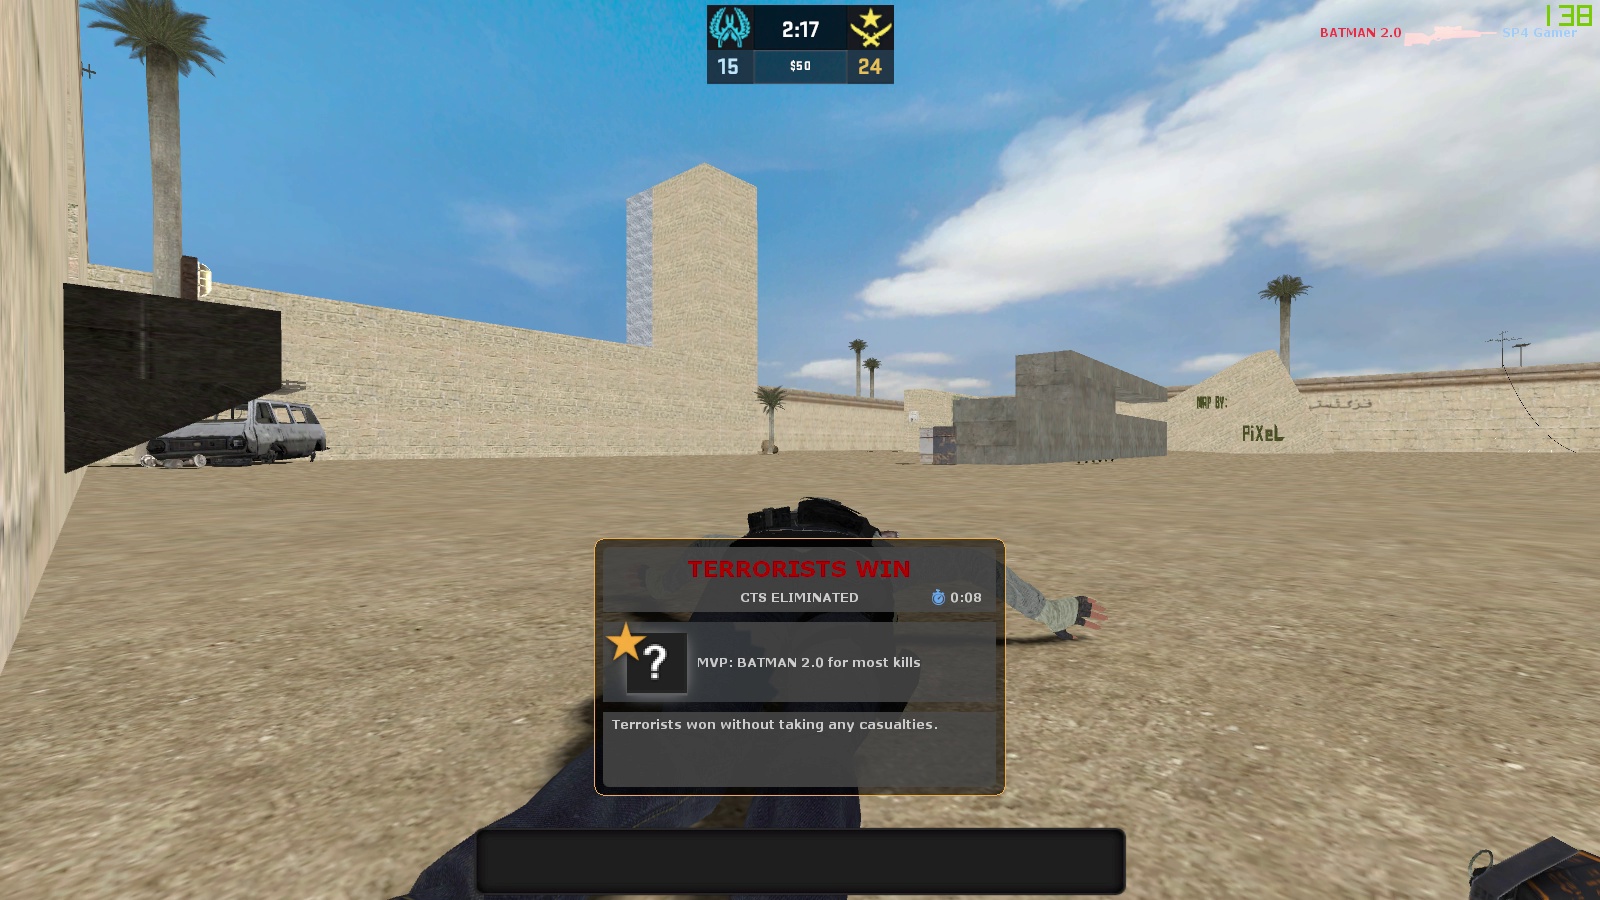 138
2:17
BATMAN 2.0 SP4 Gamer
15 $50 24
MAP BY:
PiXeL
TERRORISTS WIN
CTS ELIMINATED 0:08
?
MVP: BATMAN 2.0 for most kills
Terrorists won without taking any casualties.